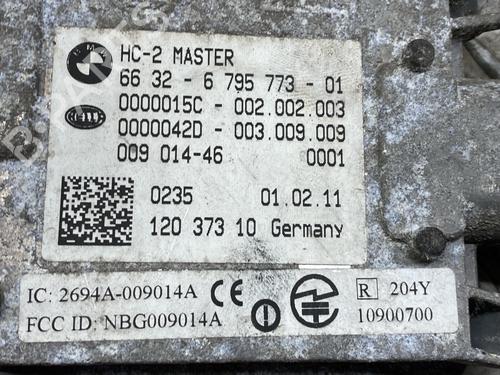 HC-2 MASTER
66 32 - 6 795 773 - 01
0000015C - 002.002.003
0000042D - 003.009.009
009 014-46 0001
0235 01.02.11
120 373 10 Germany
IC: 2694A-009014A CE R 204Y
FCC ID: NBG009014A 10900700